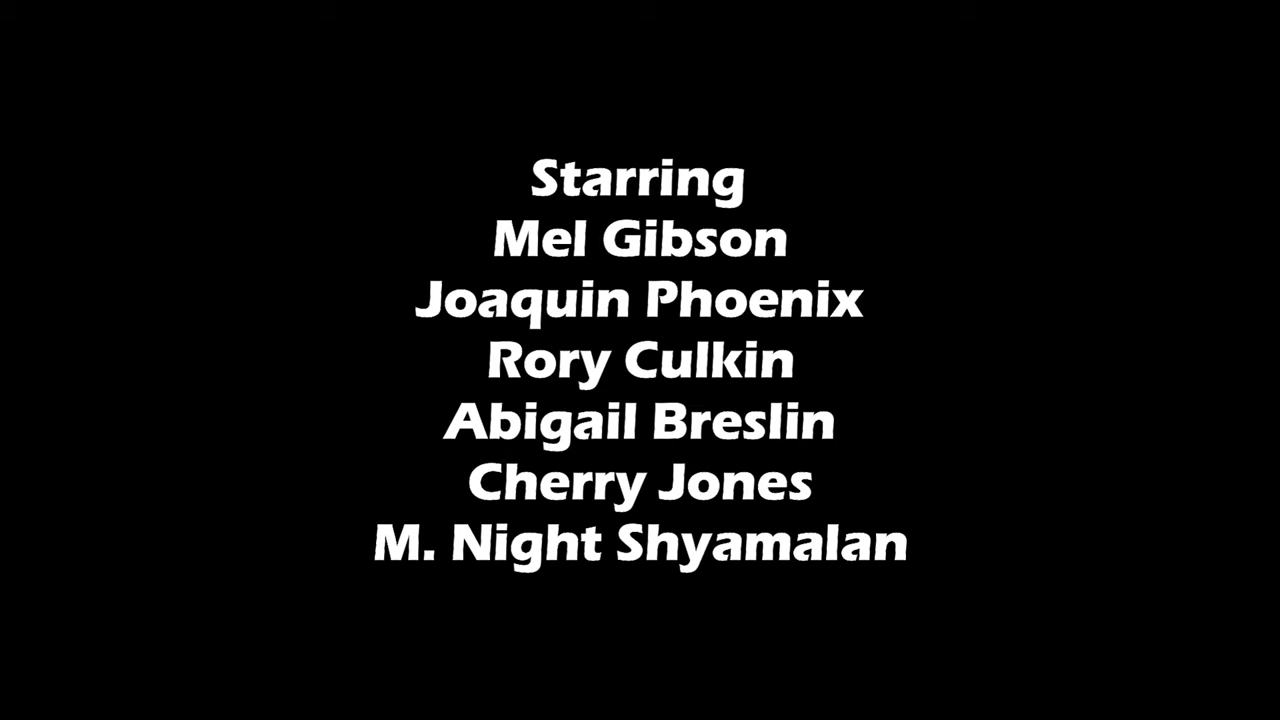 Starring
Mel Gibson
Joaquin Phoenix
Rory Culkin
Abigail Breslin
Cherry Jones
M. Night Shyamalan